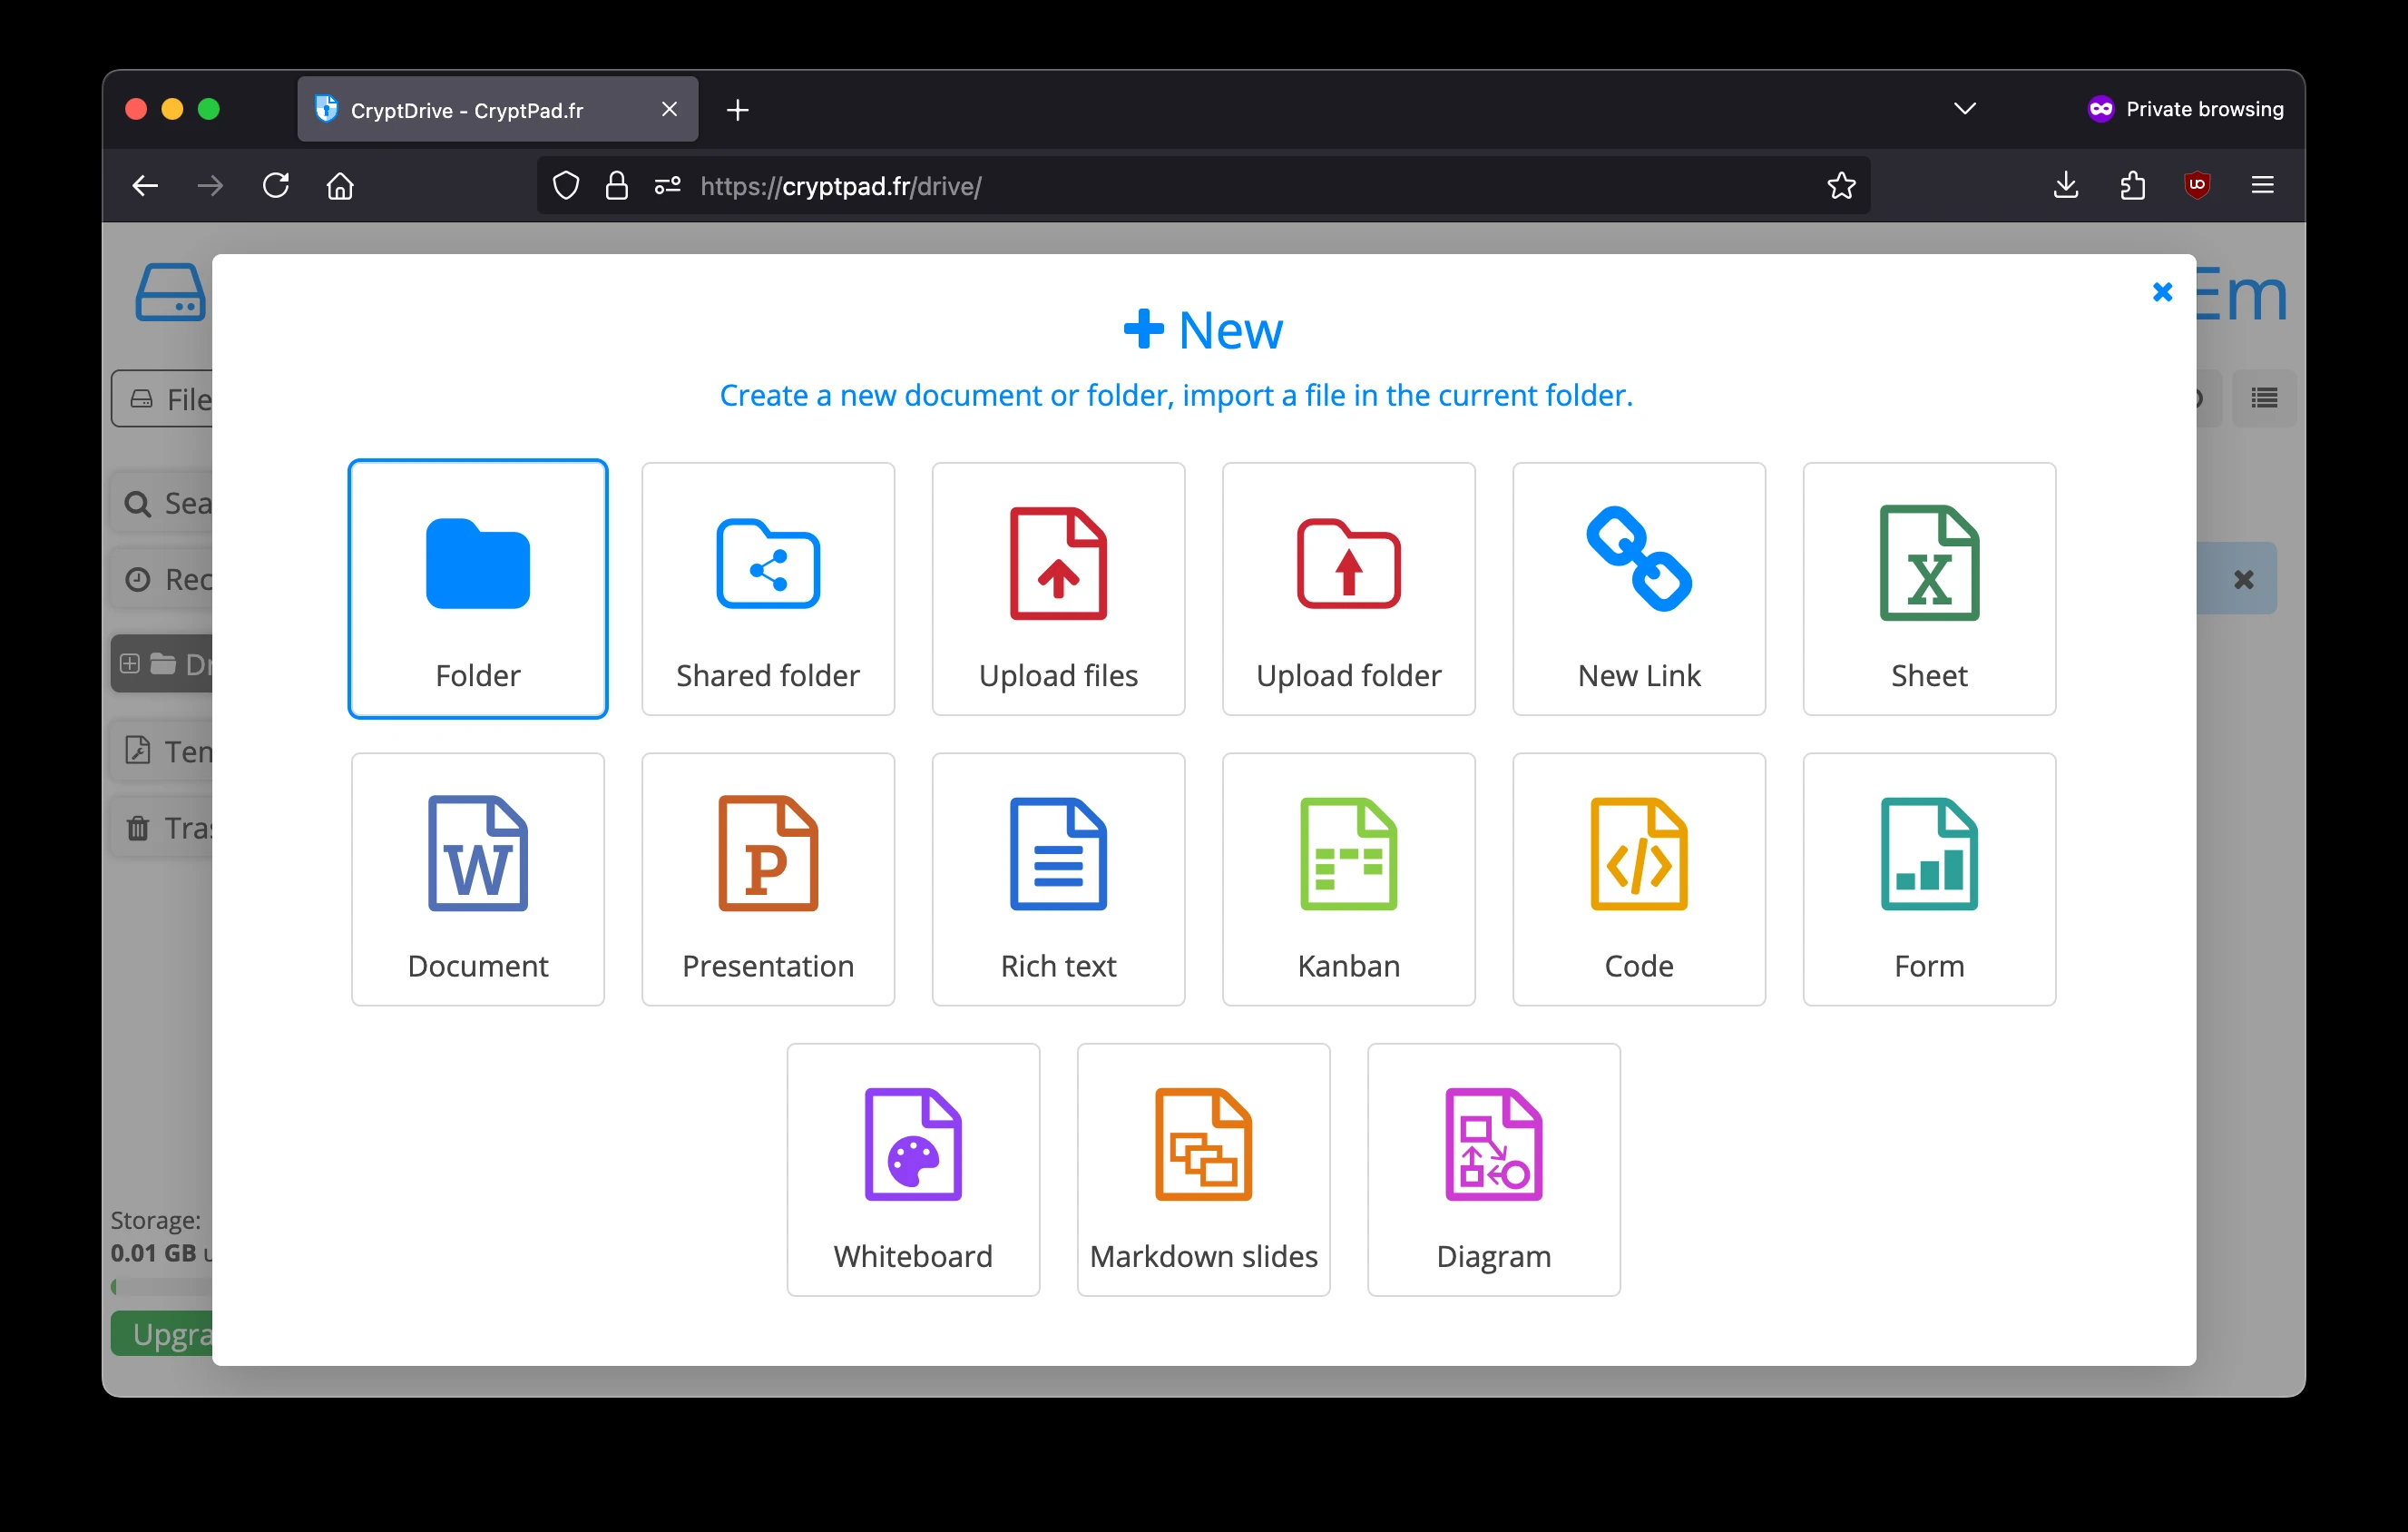 CryptDrive - CryptPad.fr
Private browsing
https://cryptpad.fr/drive/
Em
New
Create a new document or folder, import a file in the current folder.
Folder
Shared folder
Upload files
Upload folder
New Link
Sheet
X
W
P
Document
Presentation
Rich text
Kanban
Code
Form
Whiteboard
Markdown slides
Diagram
File
Sea
Rec
Dr
Tem
Tras
Storage:
0.01 GB u
Upgra